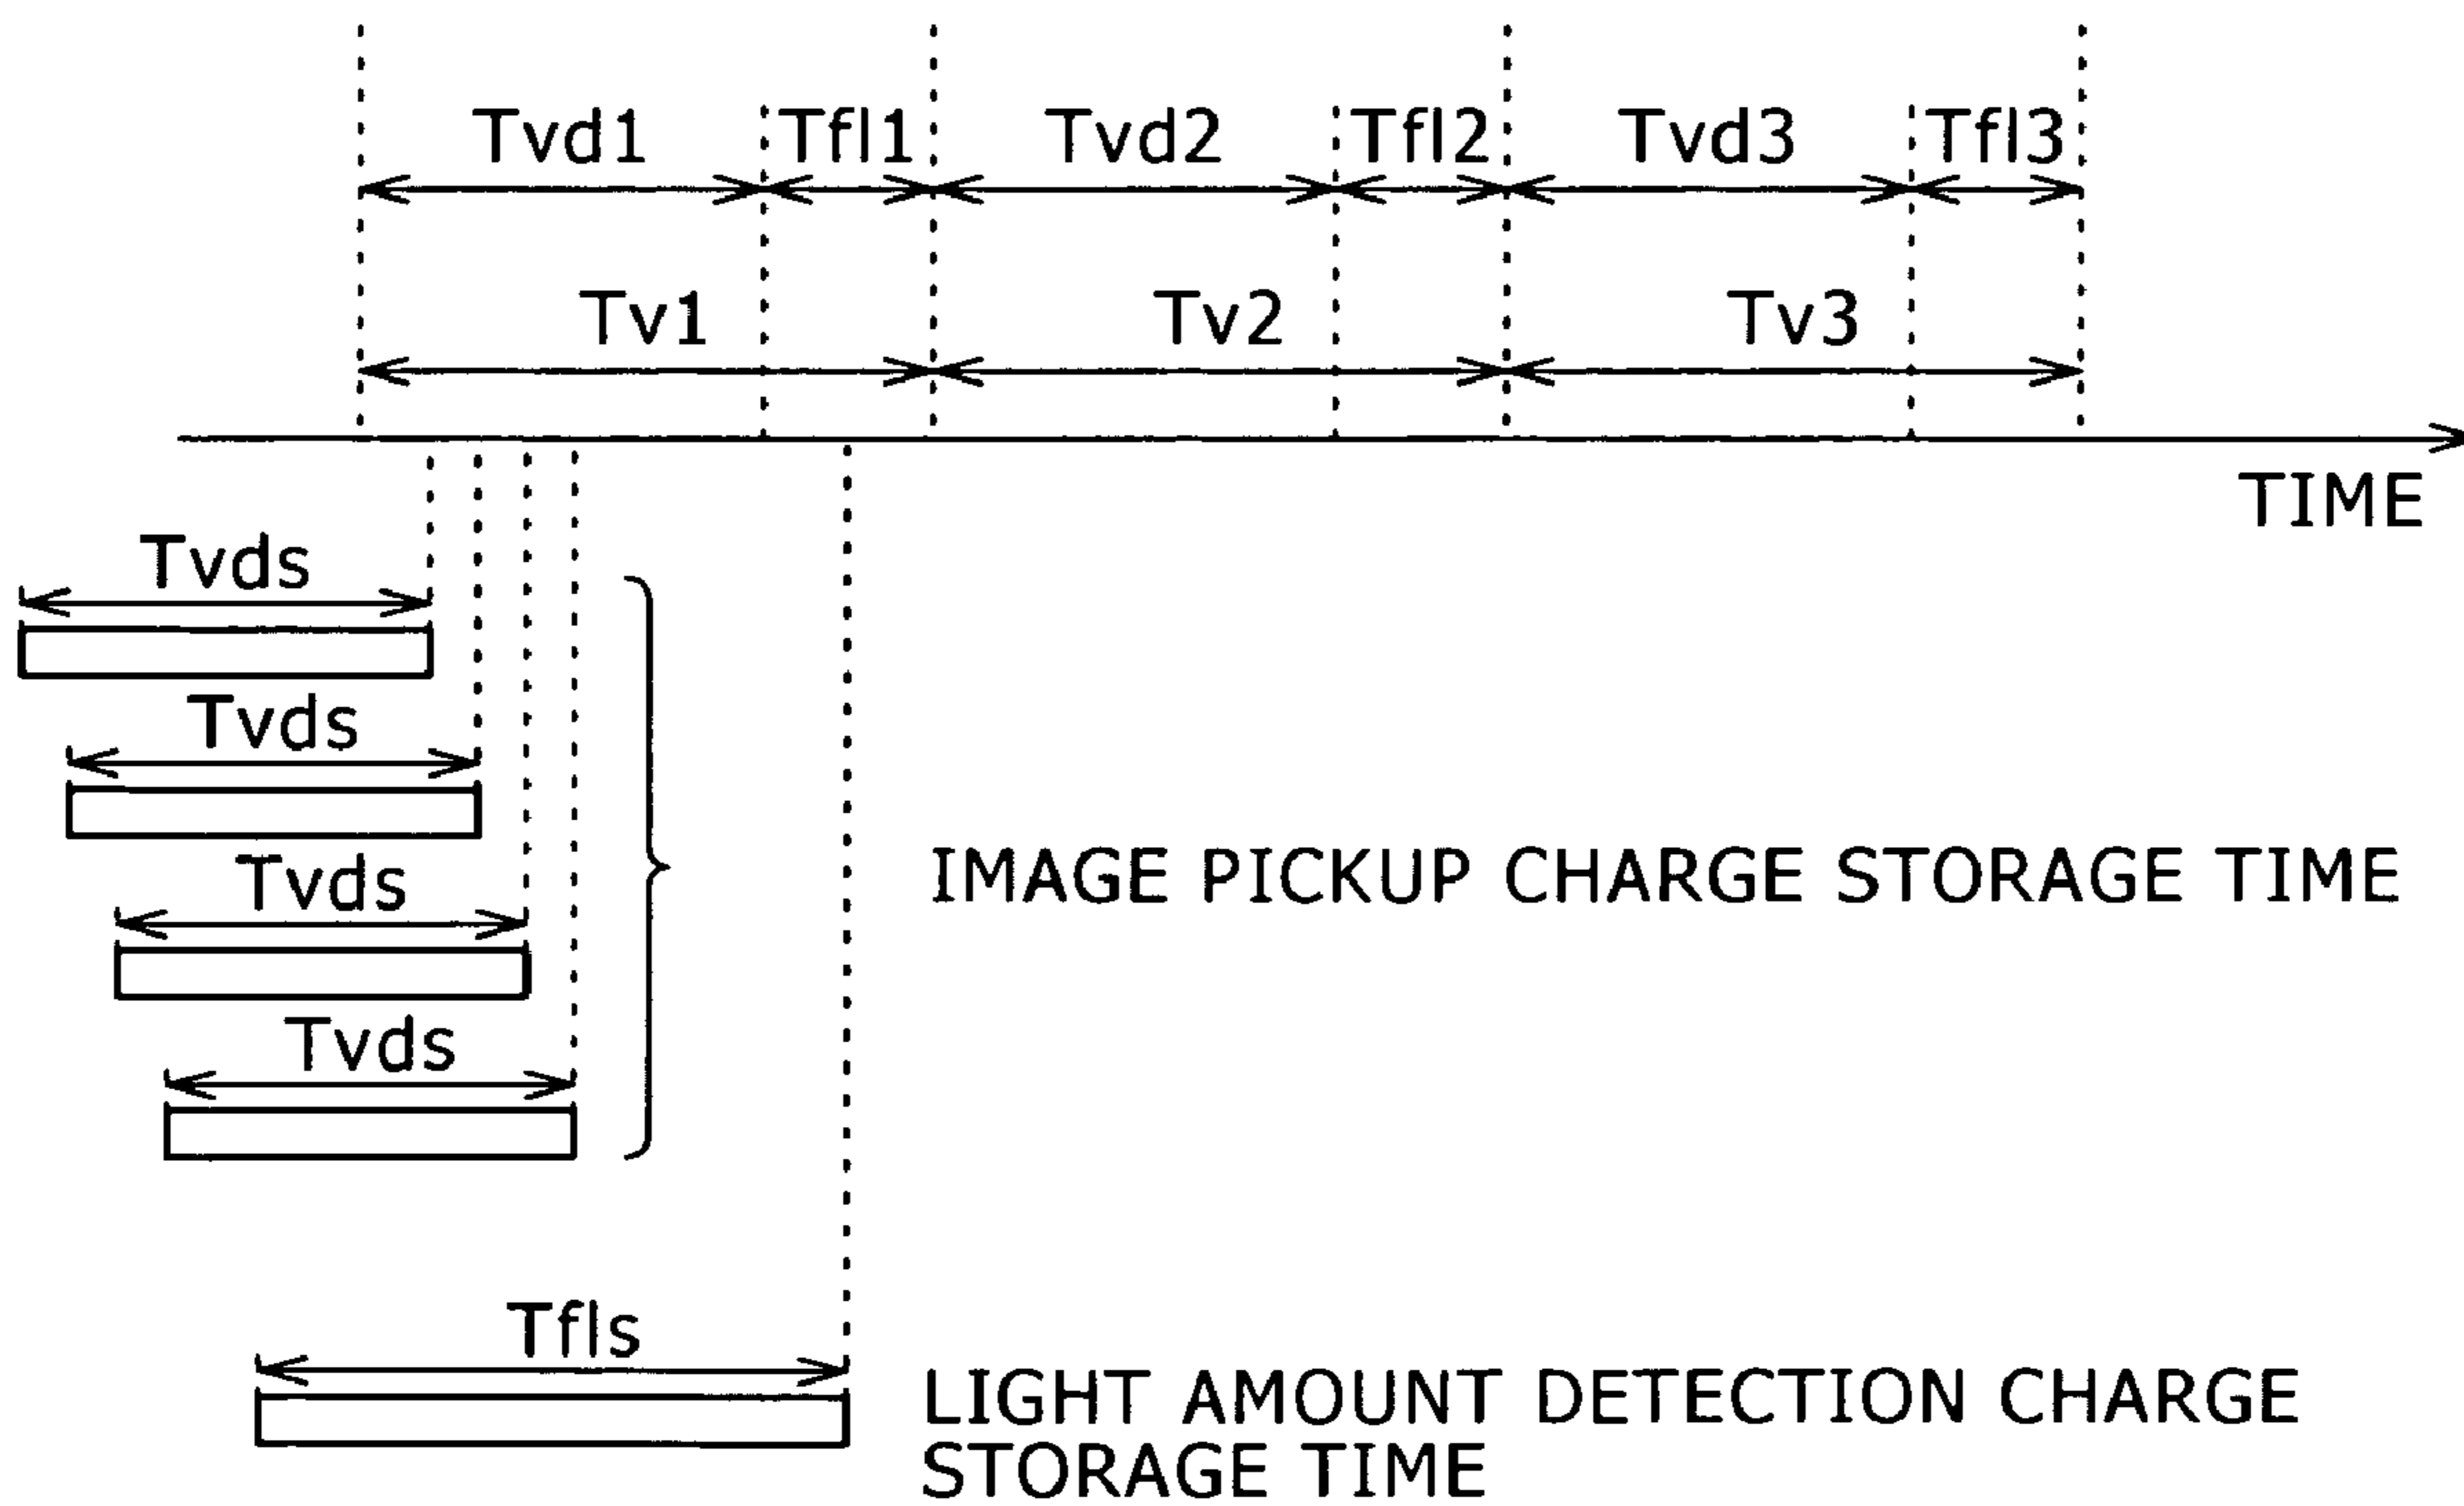 Tvd1 Tfl1 Tvd2 Tfl2 Tvd3 Tfl3
Tv1 Tv2 Tv3
TIME
Tvds
Tvds
Tvds
Tvds
IMAGE PICKUP CHARGE STORAGE TIME
Tfls
LIGHT AMOUNT DETECTION CHARGE
STORAGE TIME